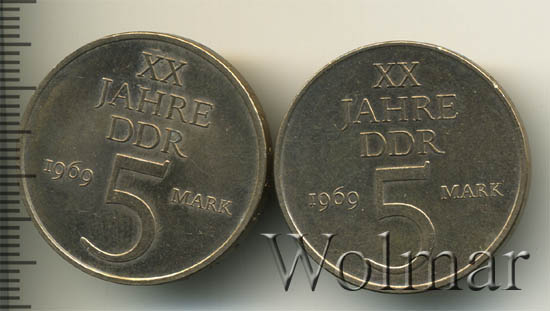 XX
JAHRE
DDR
1969 5 MARK
XX
JAHRE
DDR
1969 5 MARK
Wolmar